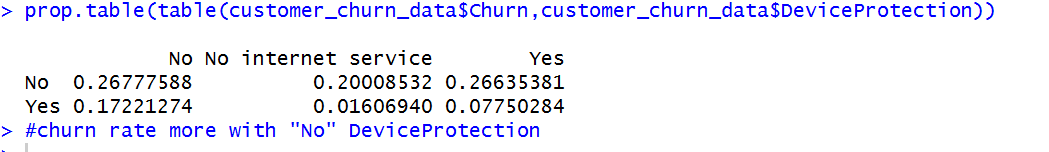 > prop.table(table(customer_churn_data$Churn,customer_churn_data$DeviceProtection))
No No internet service Yes
No 0.26777588 0.20008532 0.26635381
Yes 0.17221274 0.01606940 0.07750284
> #churn rate more with "No" DeviceProtection